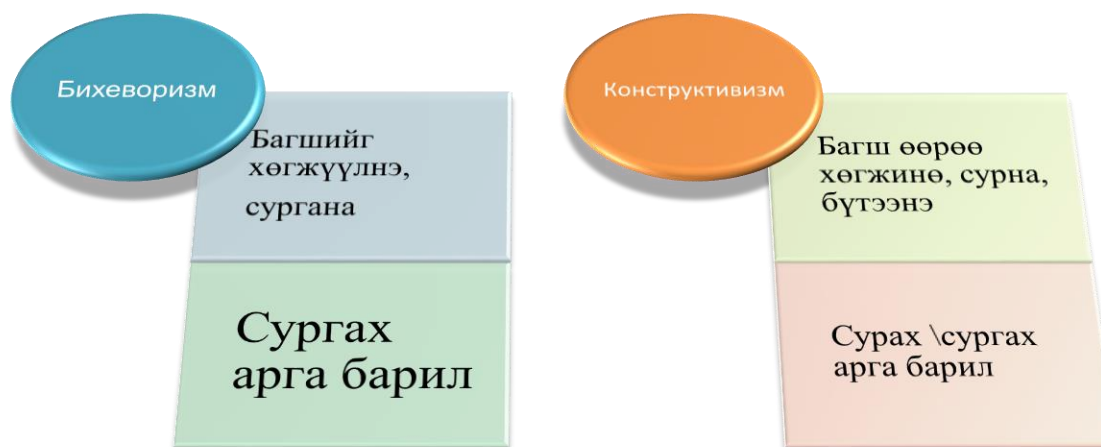 Бихеворизм
Багшийг
хөгжүүлнэ,
сургана
Сургах
арга барил
Конструктивизм
Багш өөрөө
хөгжинө, сурна,
бүтээнэ
Сурах \сургах
арга барил